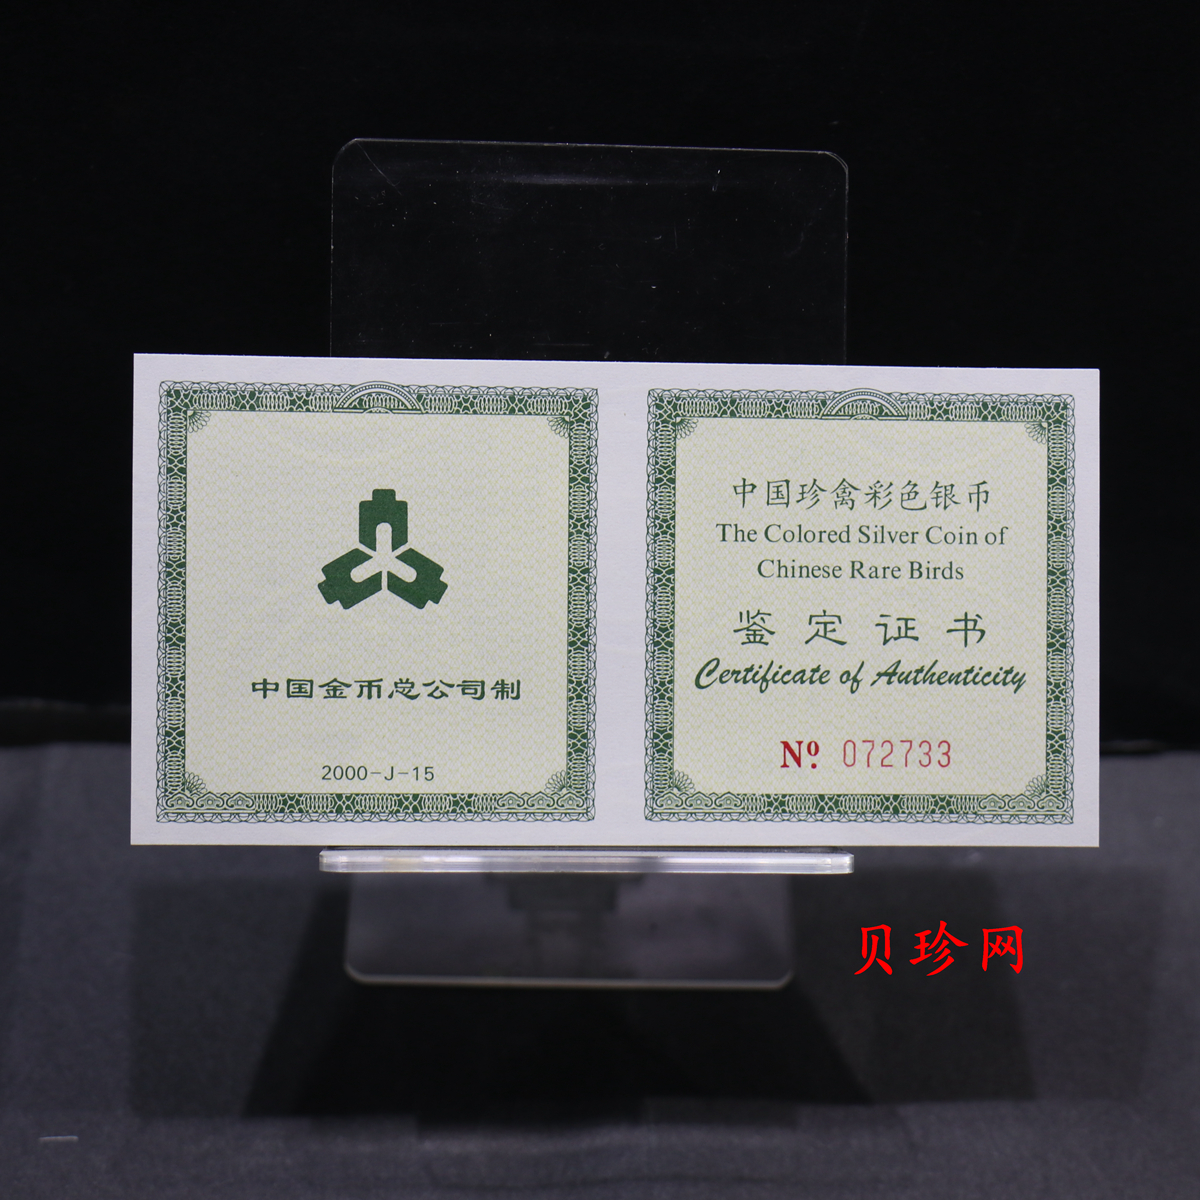 中国金币总公司制
2000-J-15
中国珍禽彩色银币
The Colored Silver Coin of
Chinese Rare Birds
鉴定证书
Certificate of Authenticity
Nº 072733
贝珍网